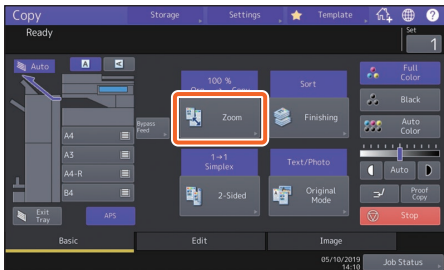 Copy
Storage
Settings
Template
Ready
Set
1
Auto
A
A4
A3
A4-R
B4
Bypass
Feed
100 %
Zoom
Sort
Finishing
1→1
Simplex
2-Sided
Text/Photo
Original
Mode
Full
Color
Black
Auto
Color
Auto
Proof
Copy
Stop
Exit
Tray
APS
Basic
Edit
Image
05/10/2019
14:10
Job Status